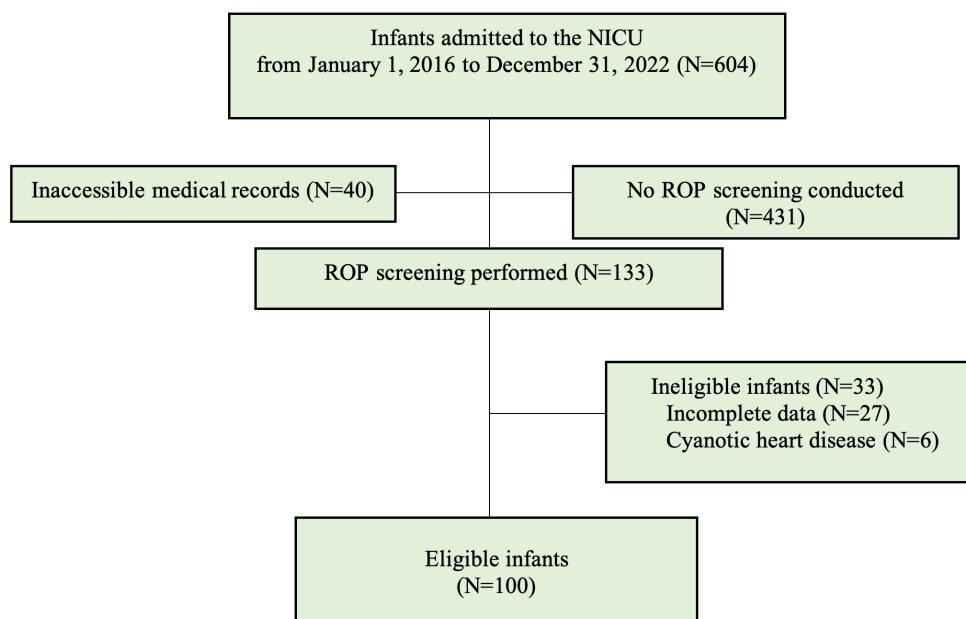 Infants admitted to the NICU
from January 1, 2016 to December 31, 2022 (N=604)
Inaccessible medical records (N=40)
No ROP screening conducted
(N=431)
ROP screening performed (N=133)
Ineligible infants (N=33)
Incomplete data (N=27)
Cyanotic heart disease (N=6)
Eligible infants
(N=100)